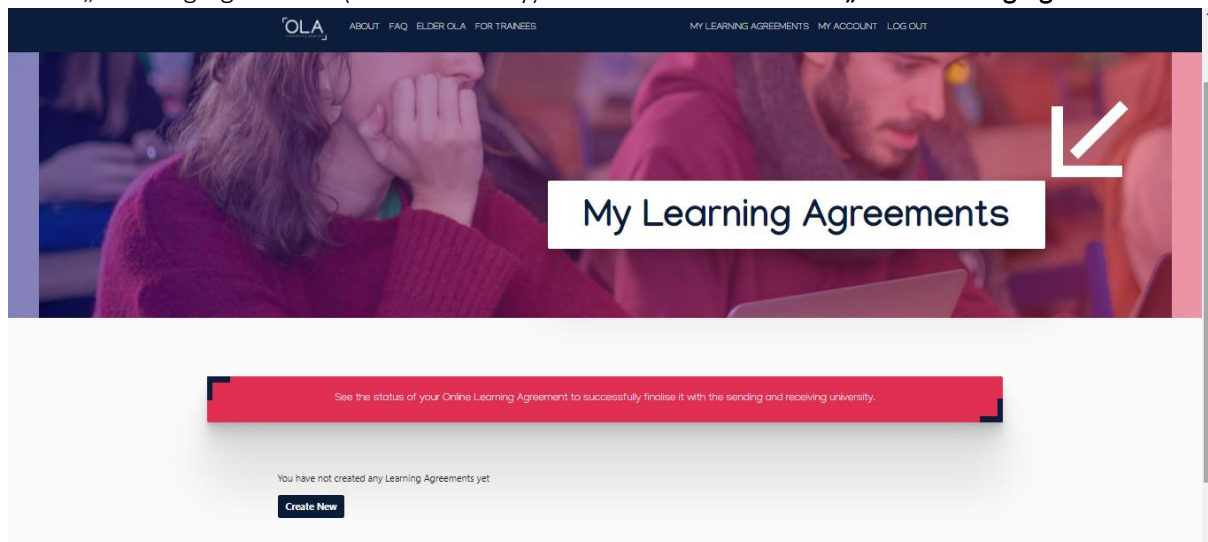 OLA
ABOUT FAQ ELDER OLA FOR TRAINEES MY LEARNING AGREEMENTS MY ACCOUNT LOG OUT
My Learning Agreements
See the status of your Online Learning Agreement to successfully finalise it with the sending and receiving university.
You have not created any Learning Agreements yet
Create New